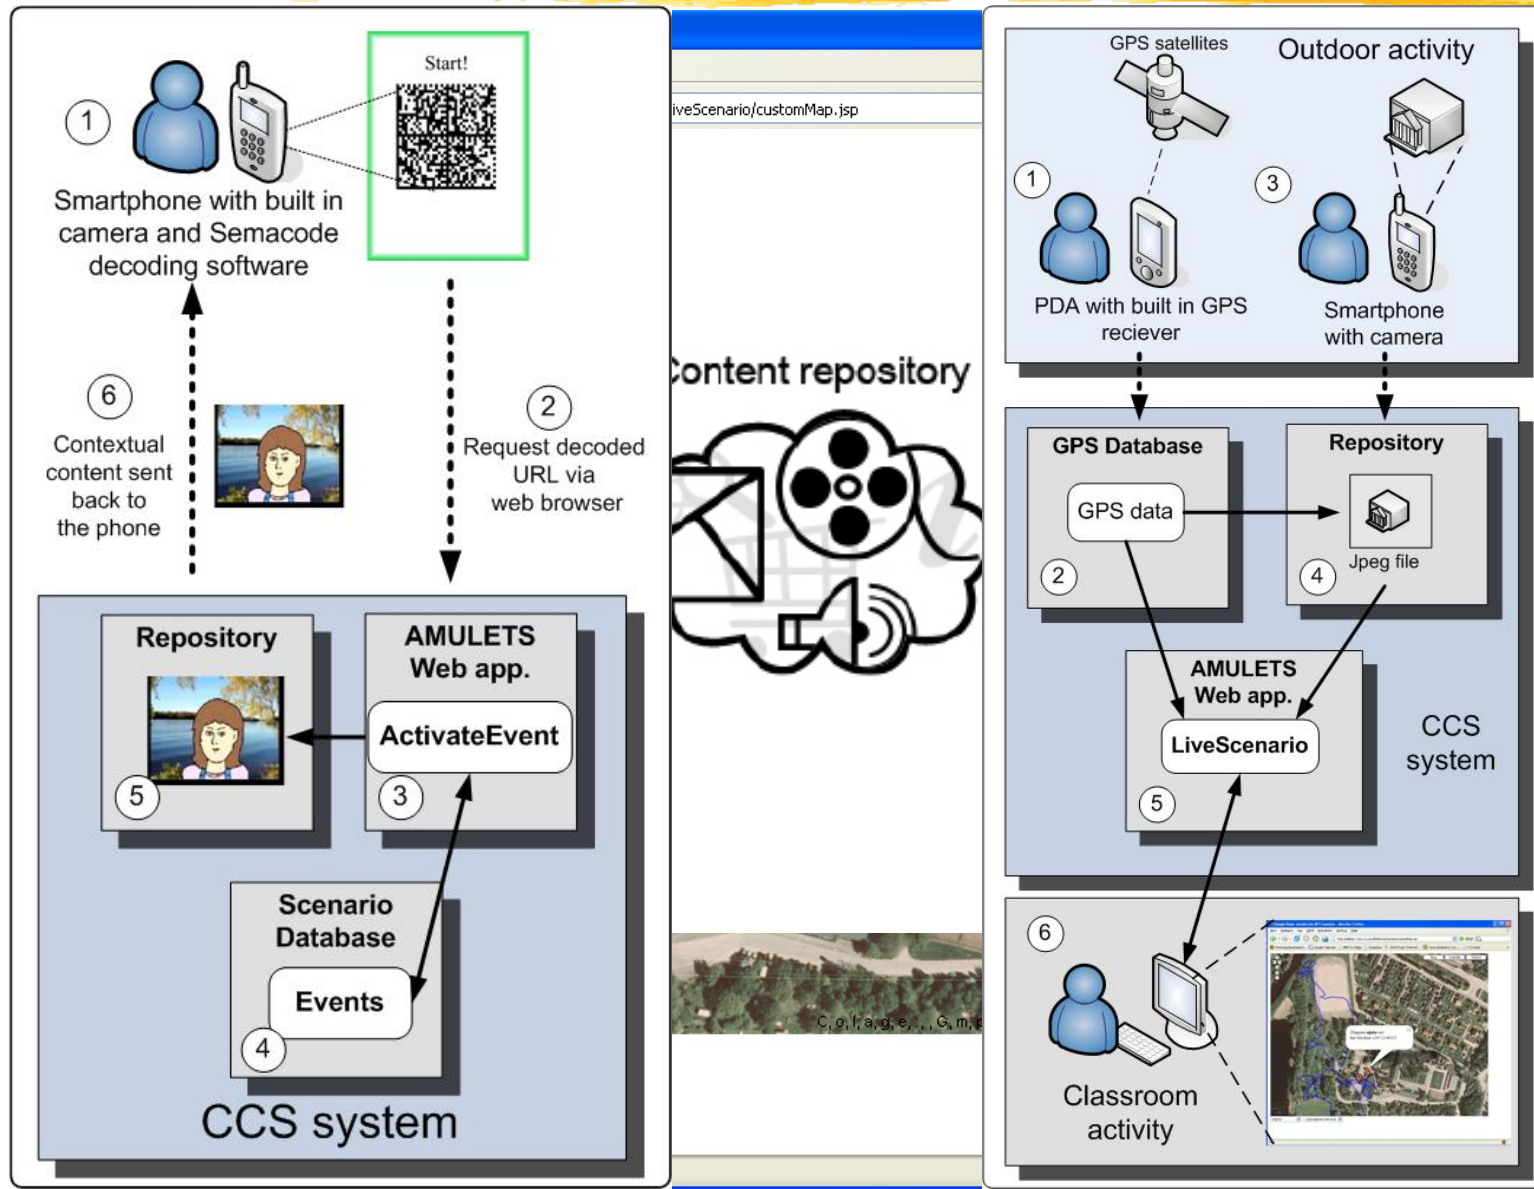 Start!
1
Smartphone with built in
camera and Semacode
decoding software
6
Contextual
content sent
back to
the phone
2
Request decoded
URL via
web browser
Repository
5
AMULETS
Web app.
ActivateEvent
3
Scenario
Database
Events
4
CCS system
iveScenario/customMap.jsp
Content repository
C,o,l,a,g,e,:,,G,m,p
GPS satellites
Outdoor activity
1
3
PDA with built in GPS
reciever
Smartphone
with camera
GPS Database
GPS data
2
Repository
Jpeg file
4
AMULETS
Web app.
LiveScenario
5
CCS
system
6
Classroom
activity